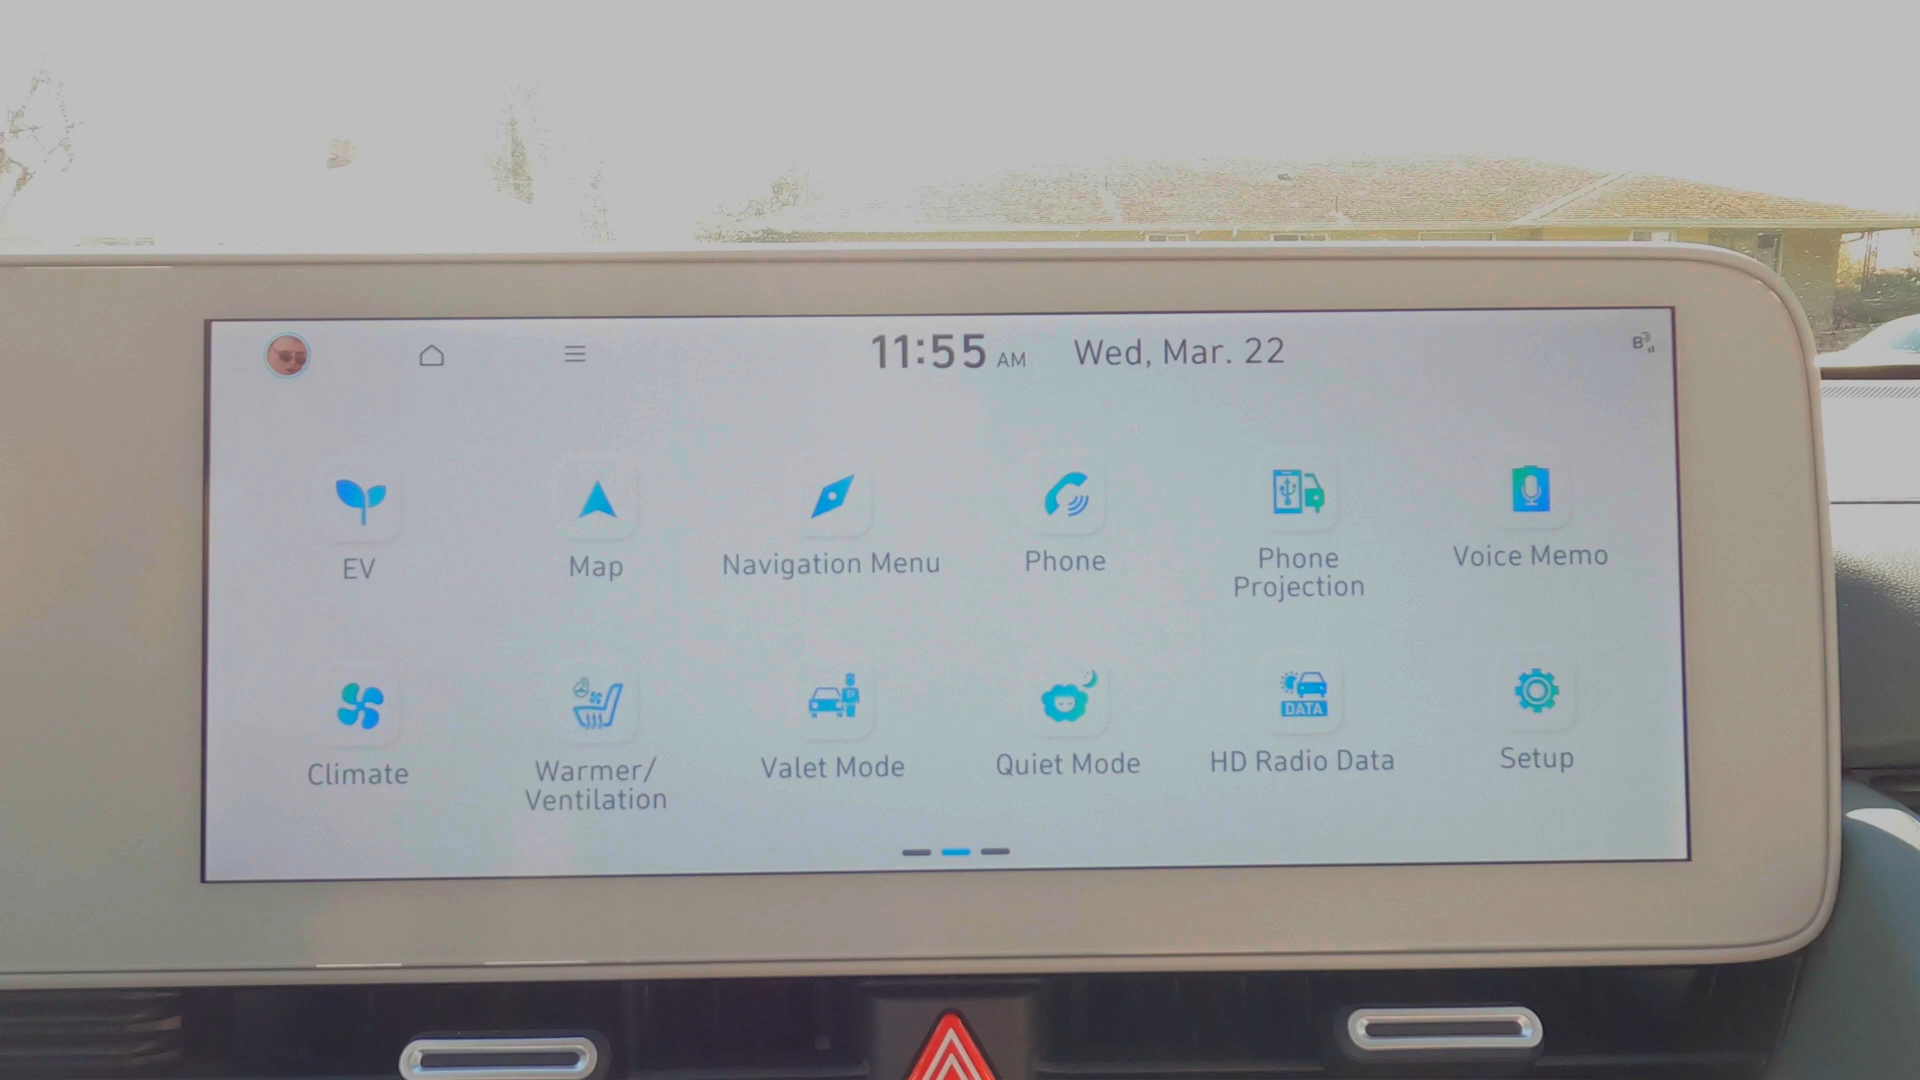 11:55 AM Wed, Mar. 22
EV
Map
Navigation Menu
Phone
Phone
Projection
Voice Memo
Climate
Warmer/
Ventilation
Valet Mode
P
Quiet Mode
DATA
HD Radio Data
Setup